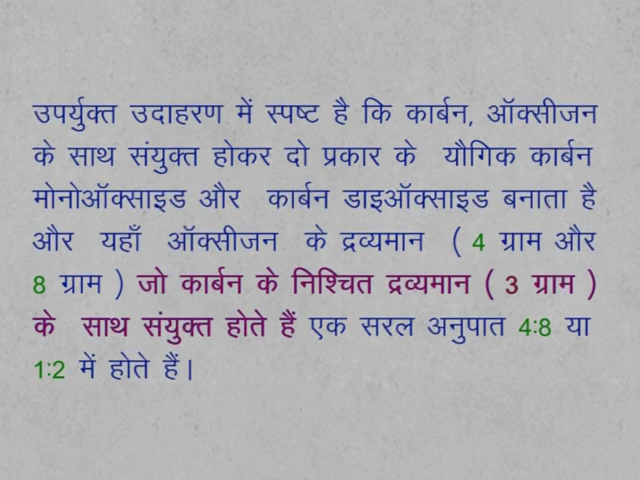 उपर्युक्त उदाहरण में स्पष्ट है कि कार्बन, ऑक्सीजन
के साथ संयुक्त होकर दो प्रकार के यौगिक कार्बन
मोनोऑक्साइड और कार्बन डाइऑक्साइड बनाता है
और यहाँ ऑक्सीजन के द्रव्यमान ( 4 ग्राम और
8 ग्राम ) जो कार्बन के निश्चित द्रव्यमान ( 3 ग्राम )
के साथ संयुक्त होते हैं एक सरल अनुपात 4:8 या
1:2 में होते हैं।